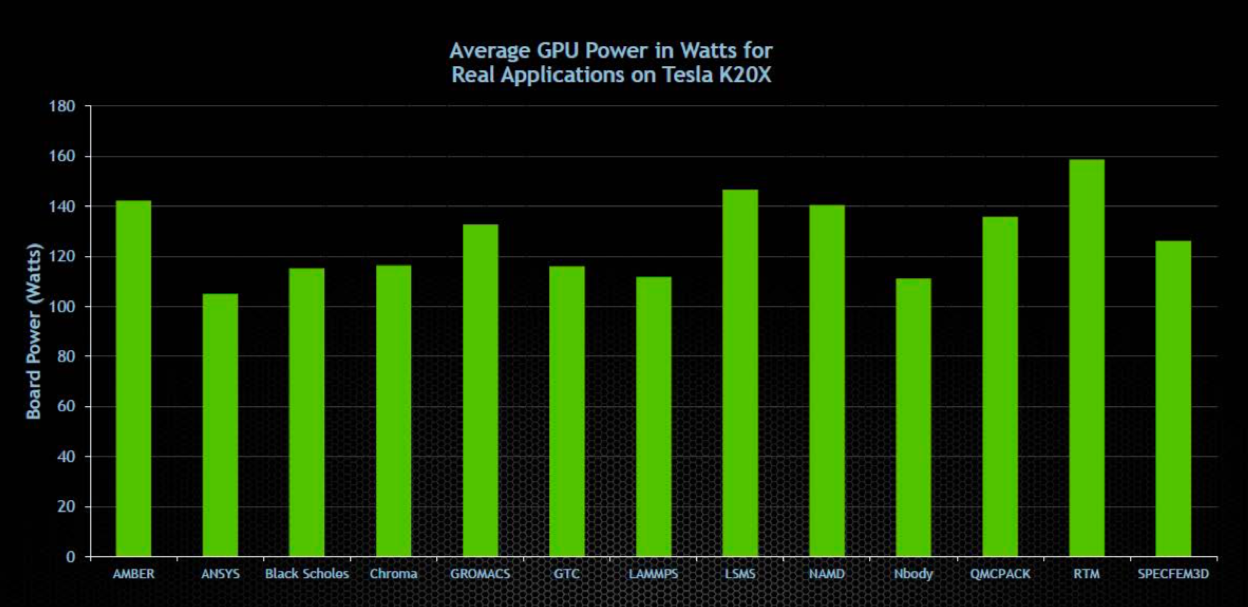 Average GPU Power in Watts for
Real Applications on Tesla K20X
180
160
140
120
100
80
60
40
20
0
Board Power (Watts)
AMBER ANSYS Black Scholes Chroma GROMACS GTC LAMMPS LSMS NAMD Nbody QMCPACK RTM SPECFEM3D